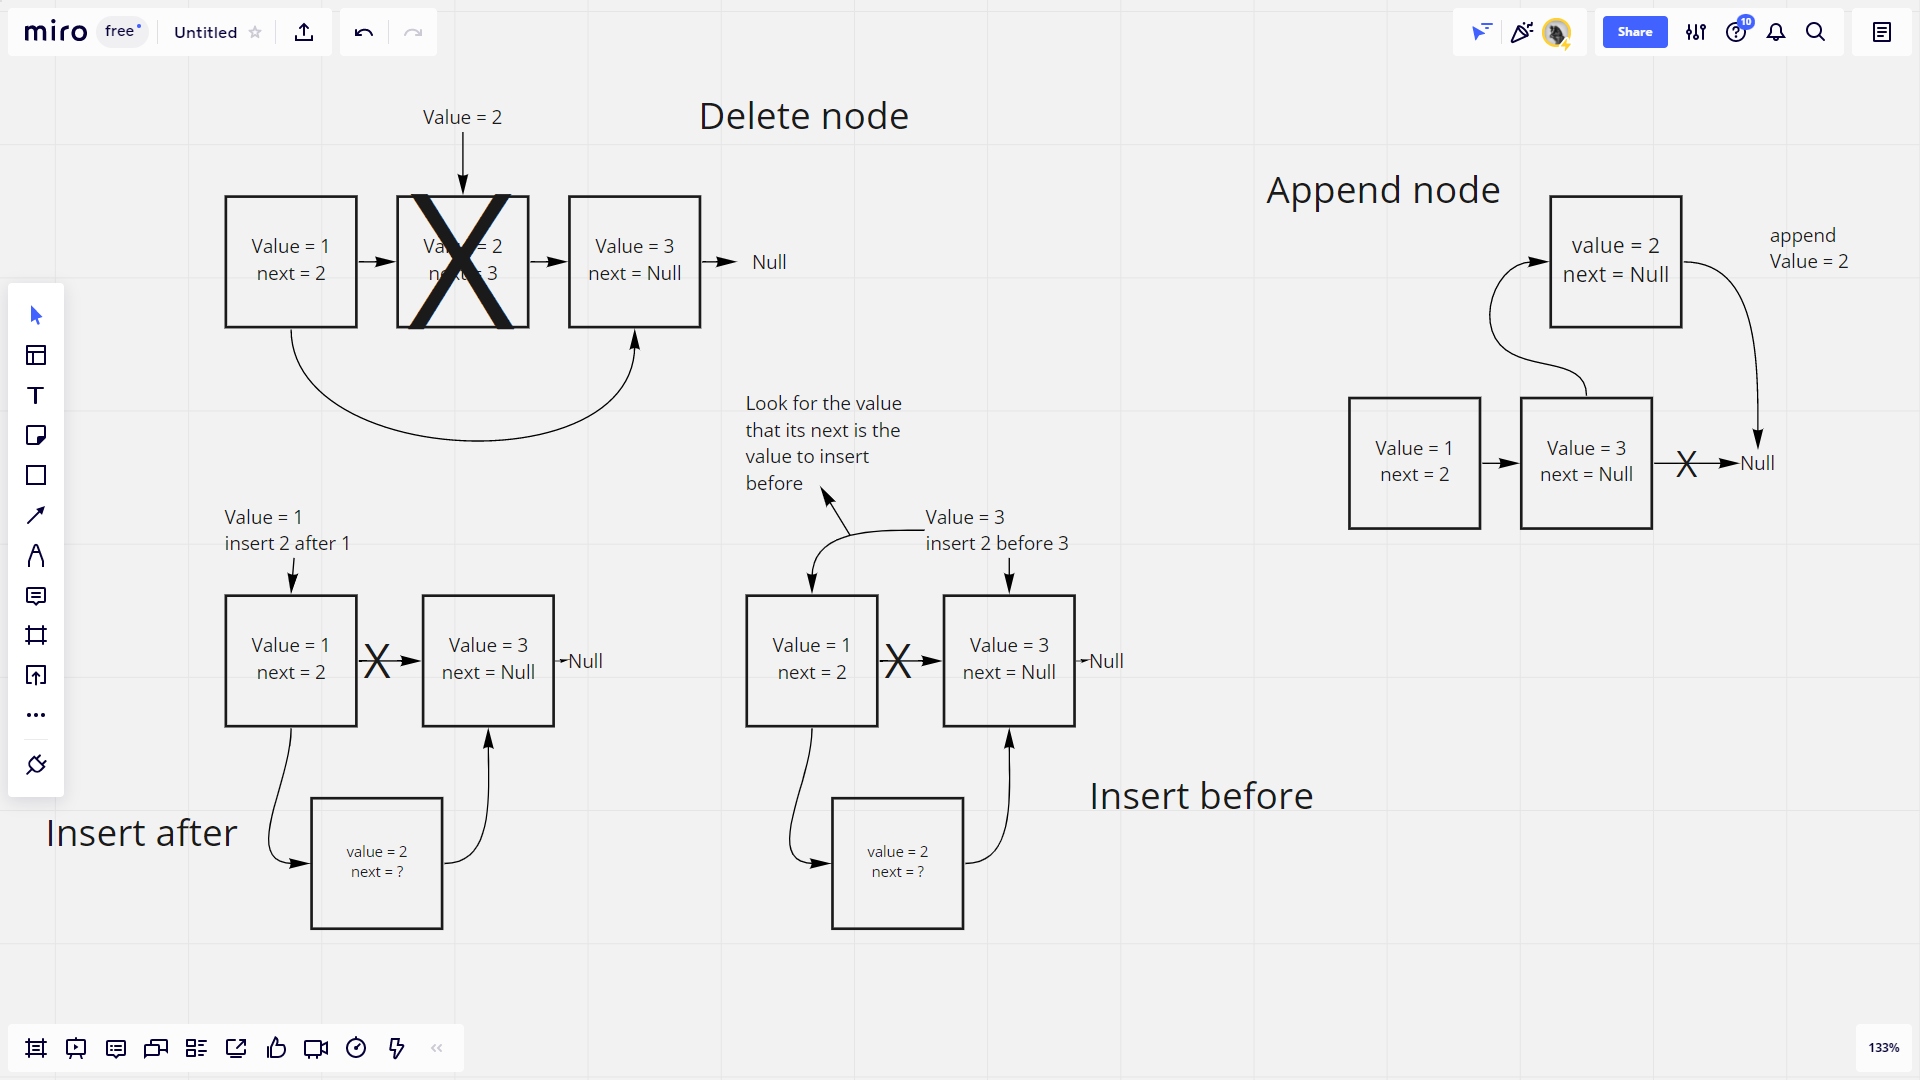 miro
free
Untitled
Share
10
Value = 2
Delete node
Value = 1
next = 2
Value = 2
next = 3
X
Value = 3
next = Null
Null
Append node
value = 2
next = Null
append
Value = 2
Value = 1
next = 2
Value = 3
next = Null
X
Null
Look for the value
that its next is the
value to insert
before
Value = 1
insert 2 after 1
Value = 1
next = 2
X
Value = 3
next = Null
Null
value = 2
next = ?
Insert after
Value = 3
insert 2 before 3
Value = 1
next = 2
X
Value = 3
next = Null
Null
value = 2
next = ?
Insert before
133%